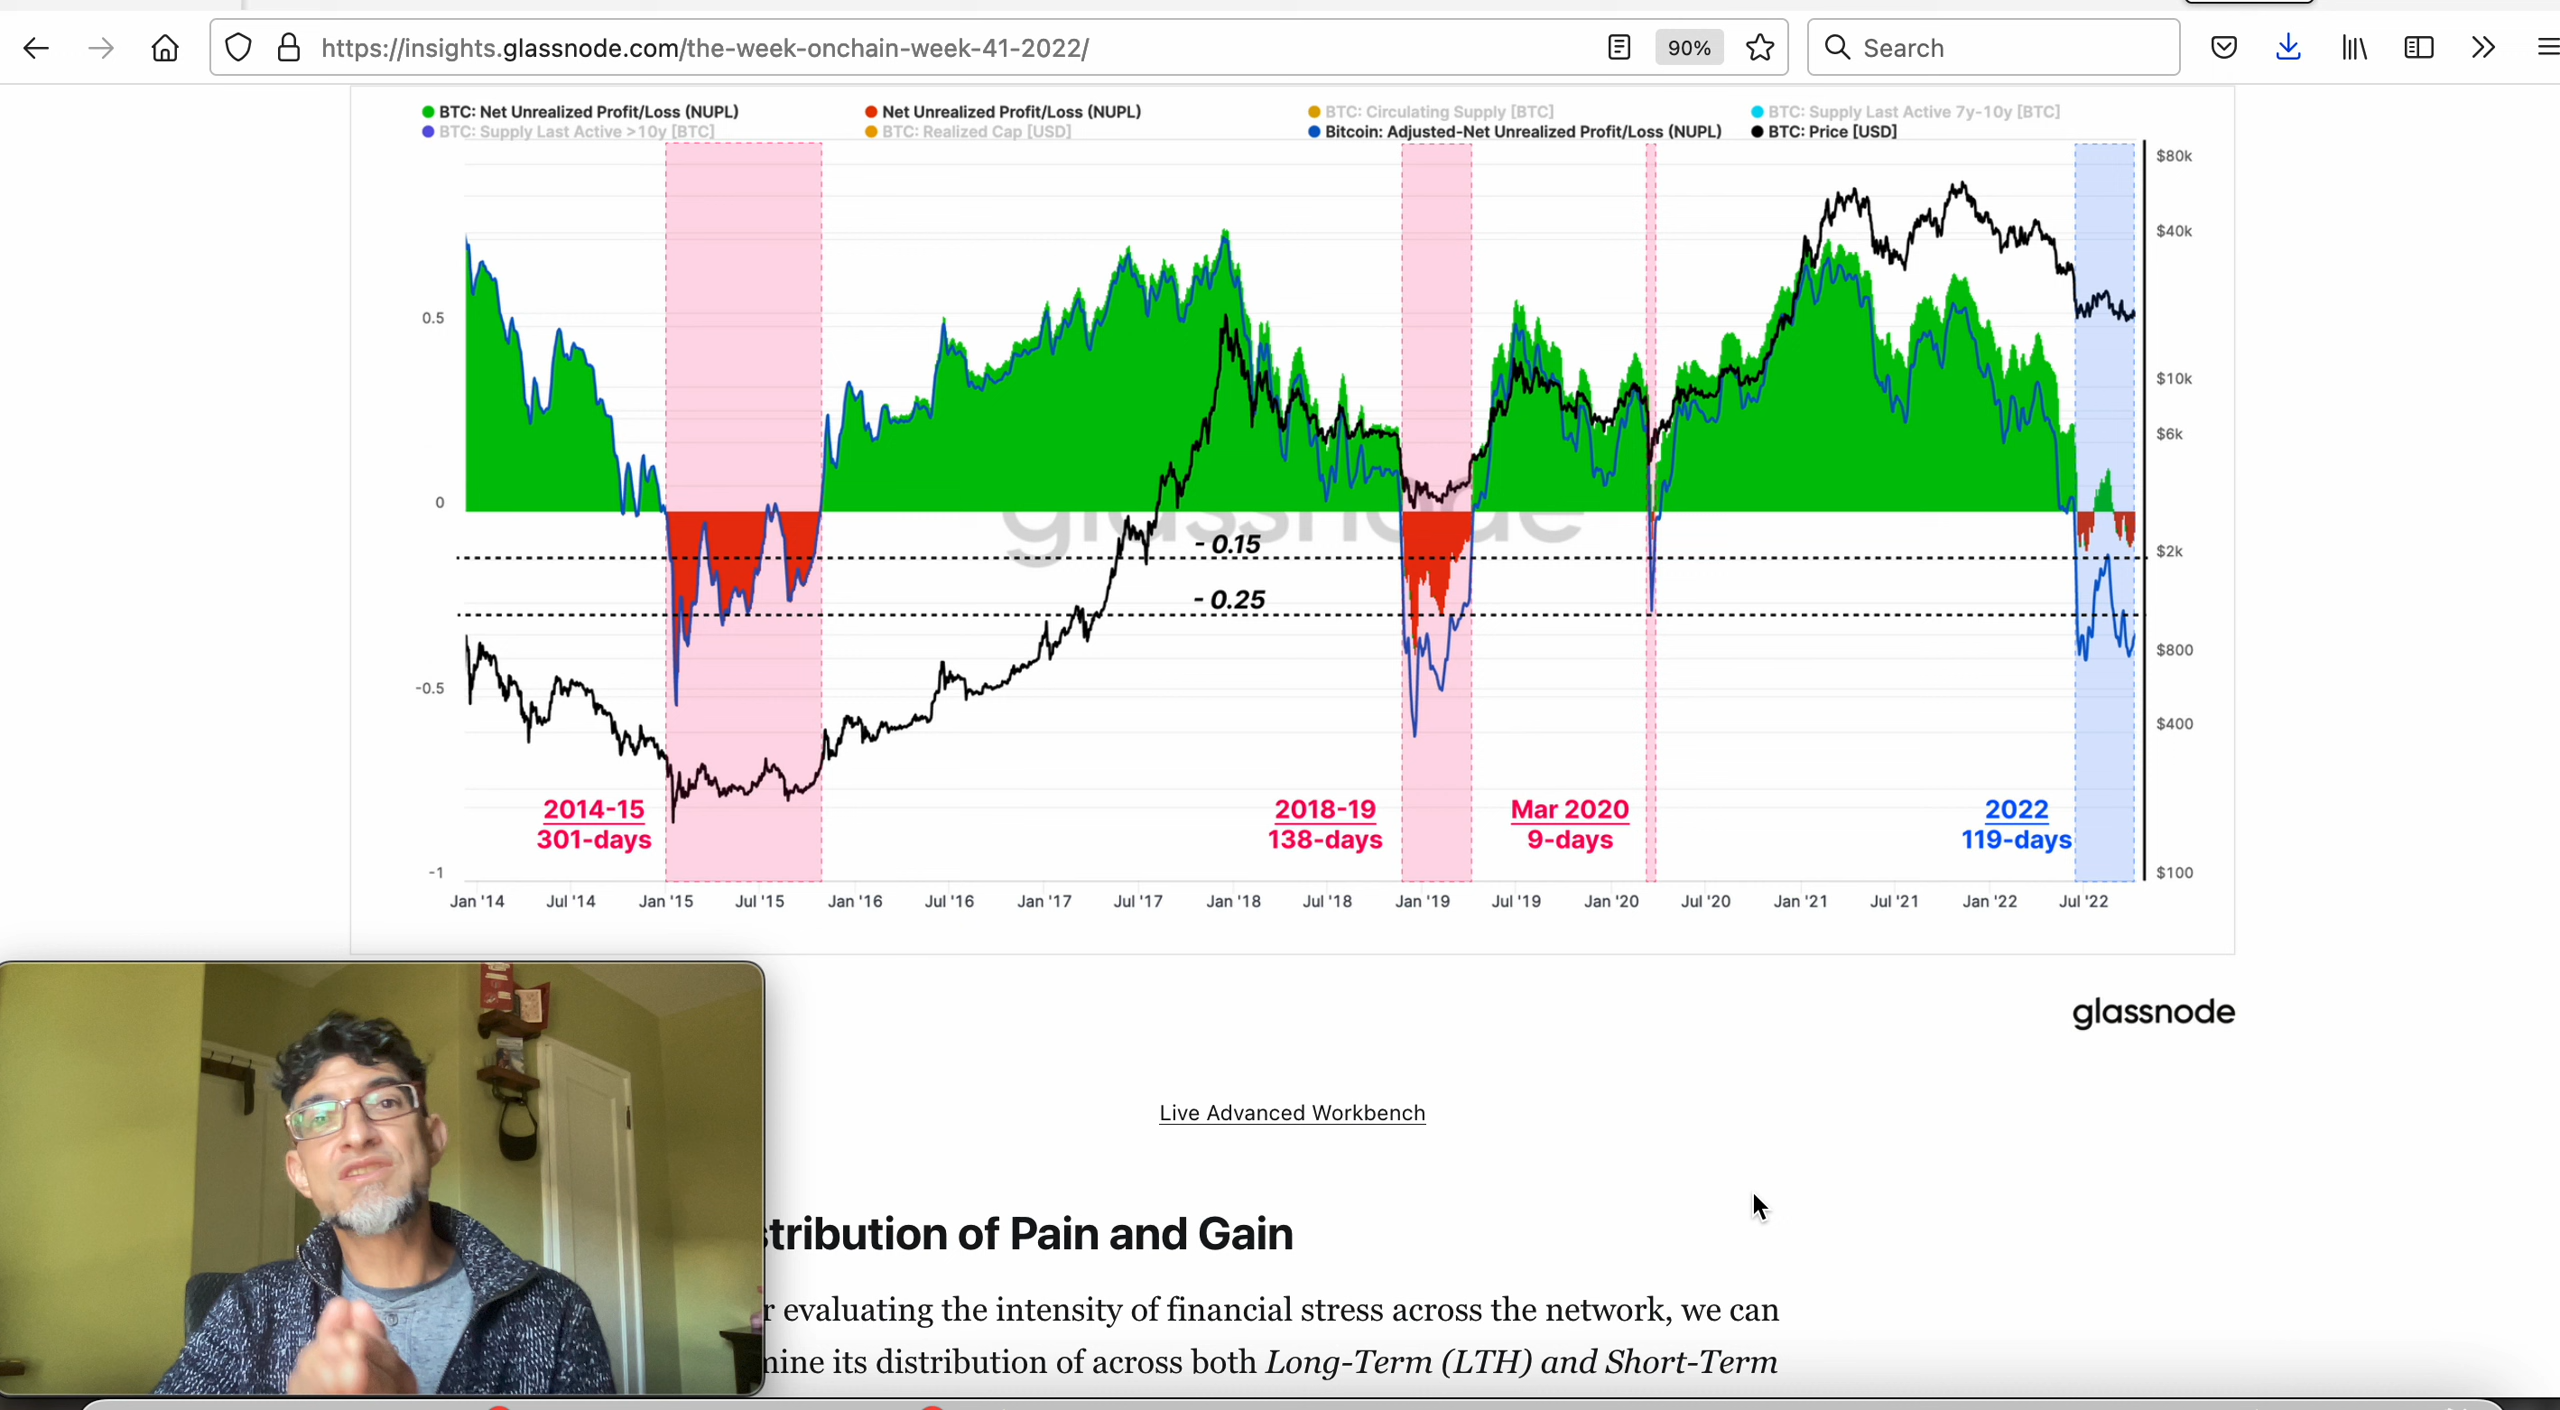 https://insights.glassnode.com/the-week-onchain-week-41-2022/
90%
Search
BTC: Net Unrealized Profit/Loss (NUPL)
Net Unrealized Profit/Loss (NUPL)
BTC: Circulating Supply [BTC]
BTC: Supply Last Active 7y-10y [BTC]
BTC: Supply Last Active >10y [BTC]
BTC: Realized Cap [USD]
Bitcoin: Adjusted-Net Unrealized Profit/Loss (NUPL)
BTC: Price [USD]
0.5
0
-0.5
-1
$80k
$40k
$10k
$6k
$2k
$800
$400
$100
glassnode
- 0.15
- 0.25
2014-15
301-days
2018-19
138-days
Mar 2020
9-days
2022
119-days
Jan '14
Jul '14
Jan '15
Jul '15
Jan '16
Jul '16
Jan '17
Jul '17
Jan '18
Jul '18
Jan '19
Jul '19
Jan '20
Jul '20
Jan '21
Jul '21
Jan '22
Jul '22
glassnode
Live Advanced Workbench
stribution of Pain and Gain
r evaluating the intensity of financial stress across the network, we can
nine its distribution of across both Long-Term (LTH) and Short-Term